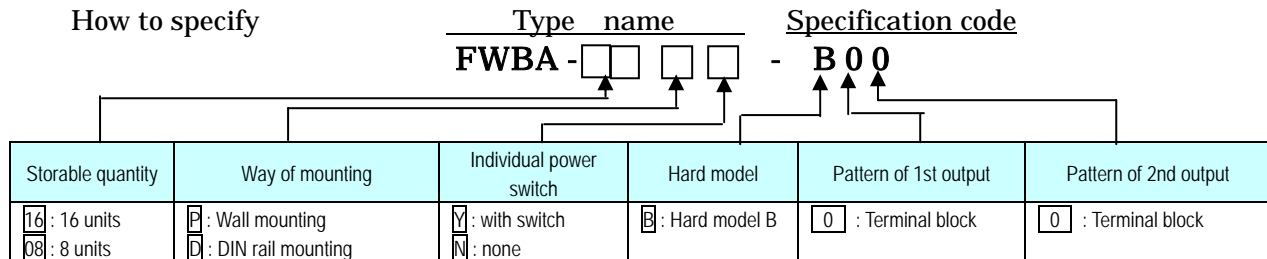 How to specify Type name Specification code
FWBA -□□ □ □ - B 0 0
Storable quantity Way of mounting Individual power switch Hard model Pattern of 1st output Pattern of 2nd output
16 : 16 units P : Wall mounting Y : with switch B : Hard model B 0 : Terminal block 0 : Terminal block
08 : 8 units D : DIN rail mounting N : none